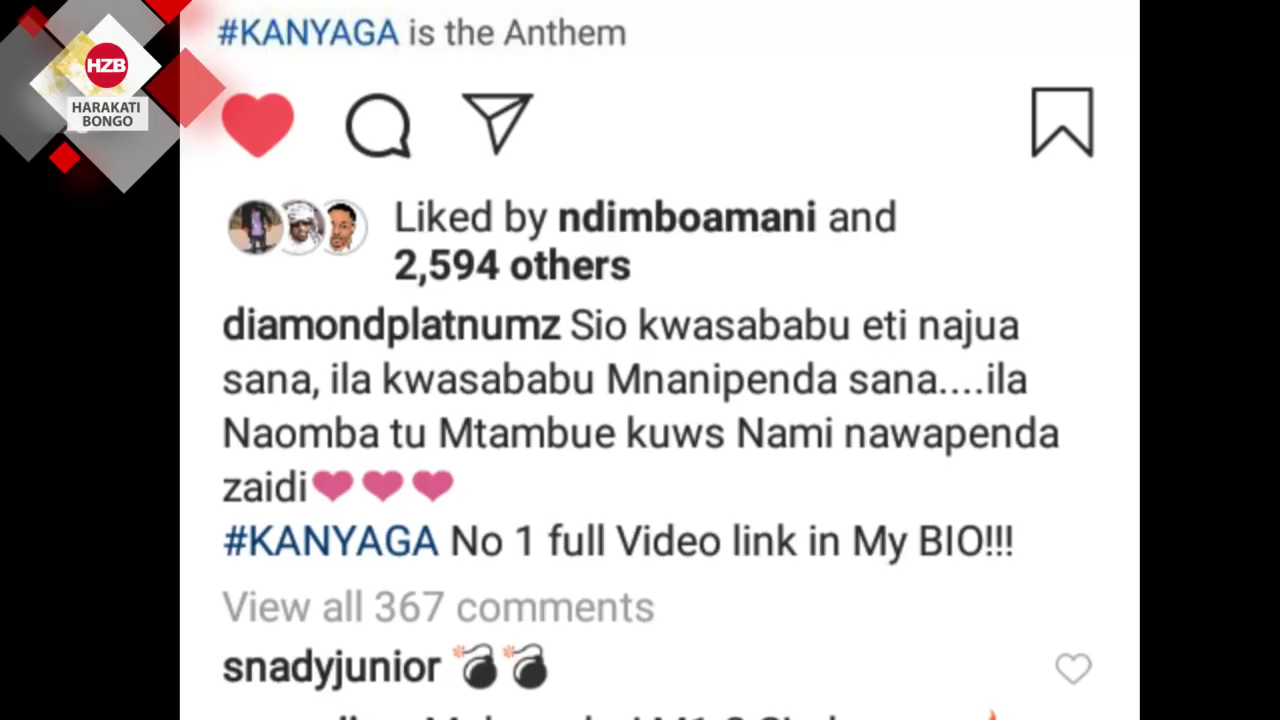 #KANYAGA is the Anthem
HZB
HARAKATI
BONGO
Liked by ndimboamani and
2,594 others
diamondplatnumz Sio kwasababu eti najua
sana, ila kwasababu Mnanipenda sana....ila
Naomba tu Mtambue kuws Nami nawapenda
zaidi💗💗💗
#KANYAGA No 1 full Video link in My BIO!!!
View all 367 comments
snadyjunior 💣💣